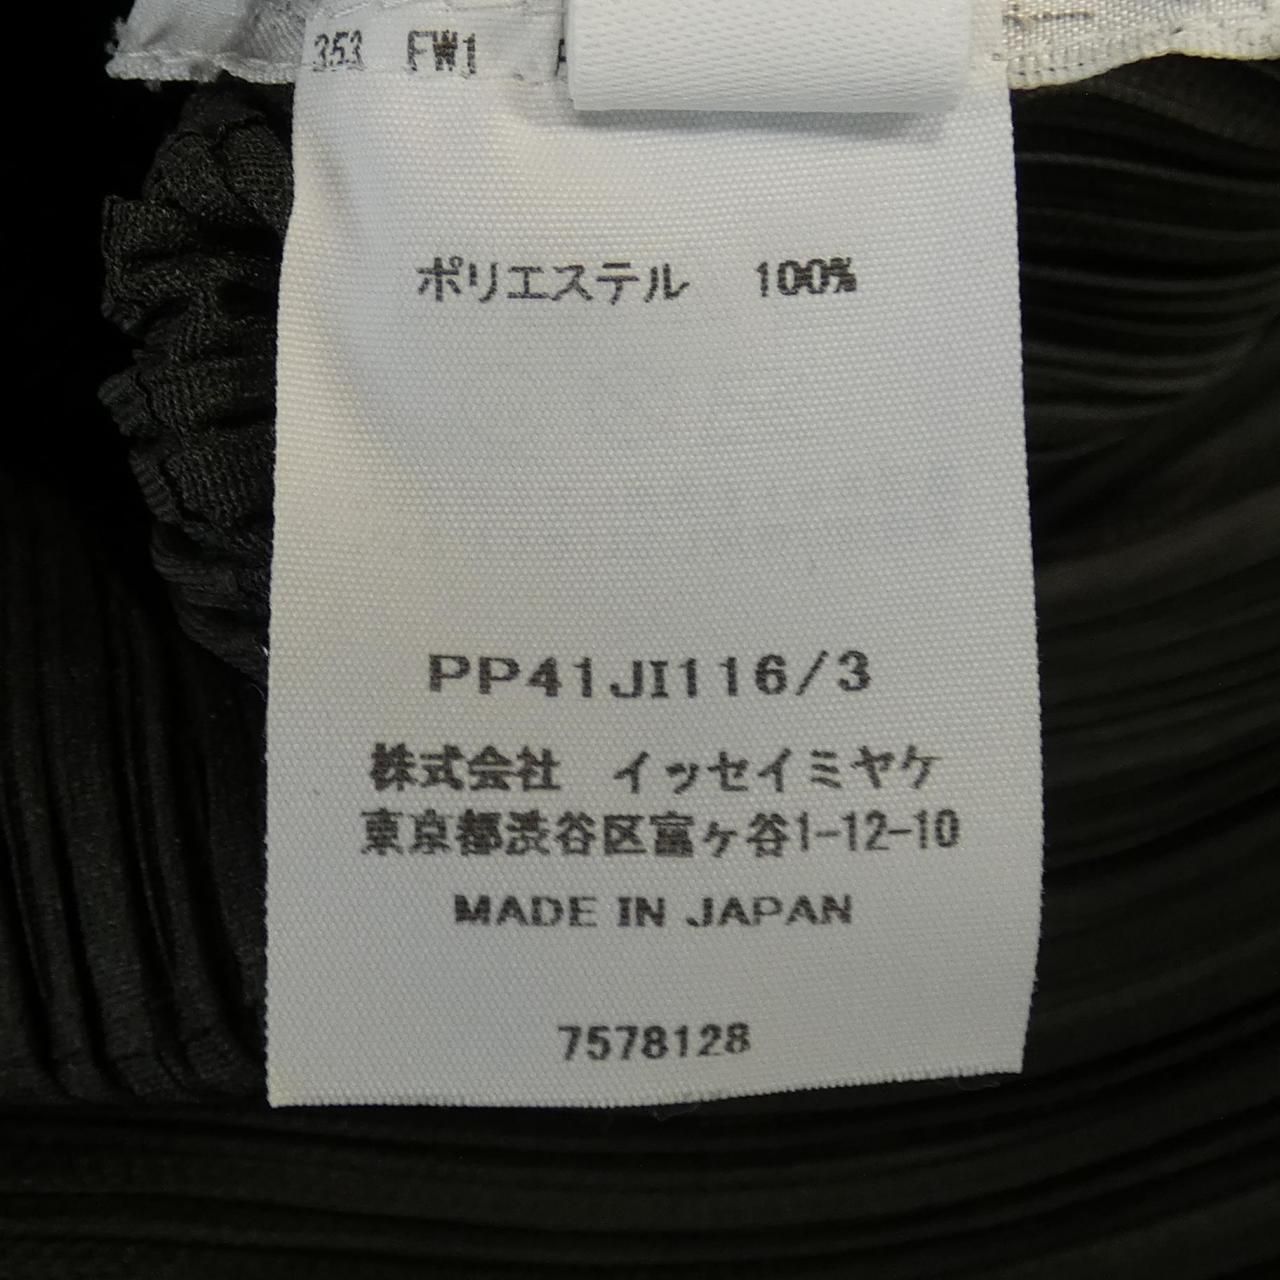 353 FW1
ポリエステル 100%
PP41JI116/3
株式会社 イッセイミヤケ
東京都渋谷区富ヶ谷1-12-10
MADE IN JAPAN
7578128